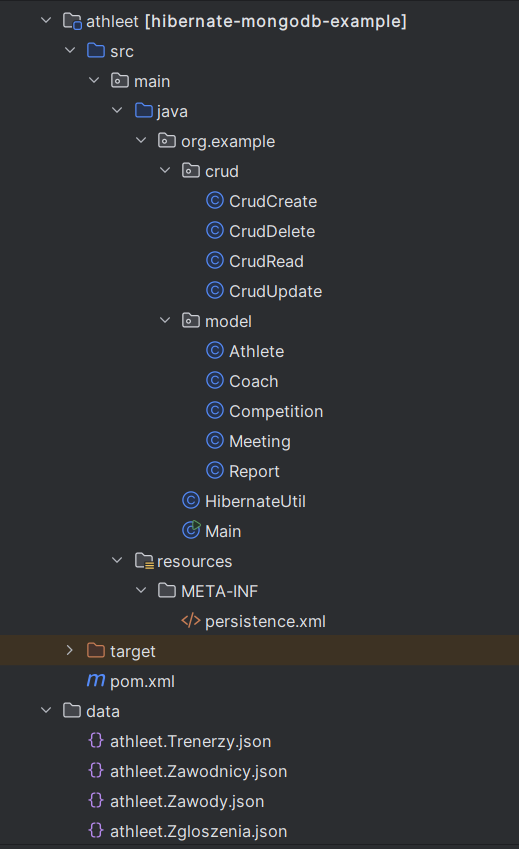 athleet [hibernate-mongodb-example]
src
main
java
org.example
crud
CrudCreate
CrudDelete
CrudRead
CrudUpdate
model
Athlete
Coach
Competition
Meeting
Report
HibernateUtil
Main
resources
META-INF
persistence.xml
target
pom.xml
data
athleet.Trenerzy.json
athleet.Zawodnicy.json
athleet.Zawody.json
athleet.Zgloszenia.json